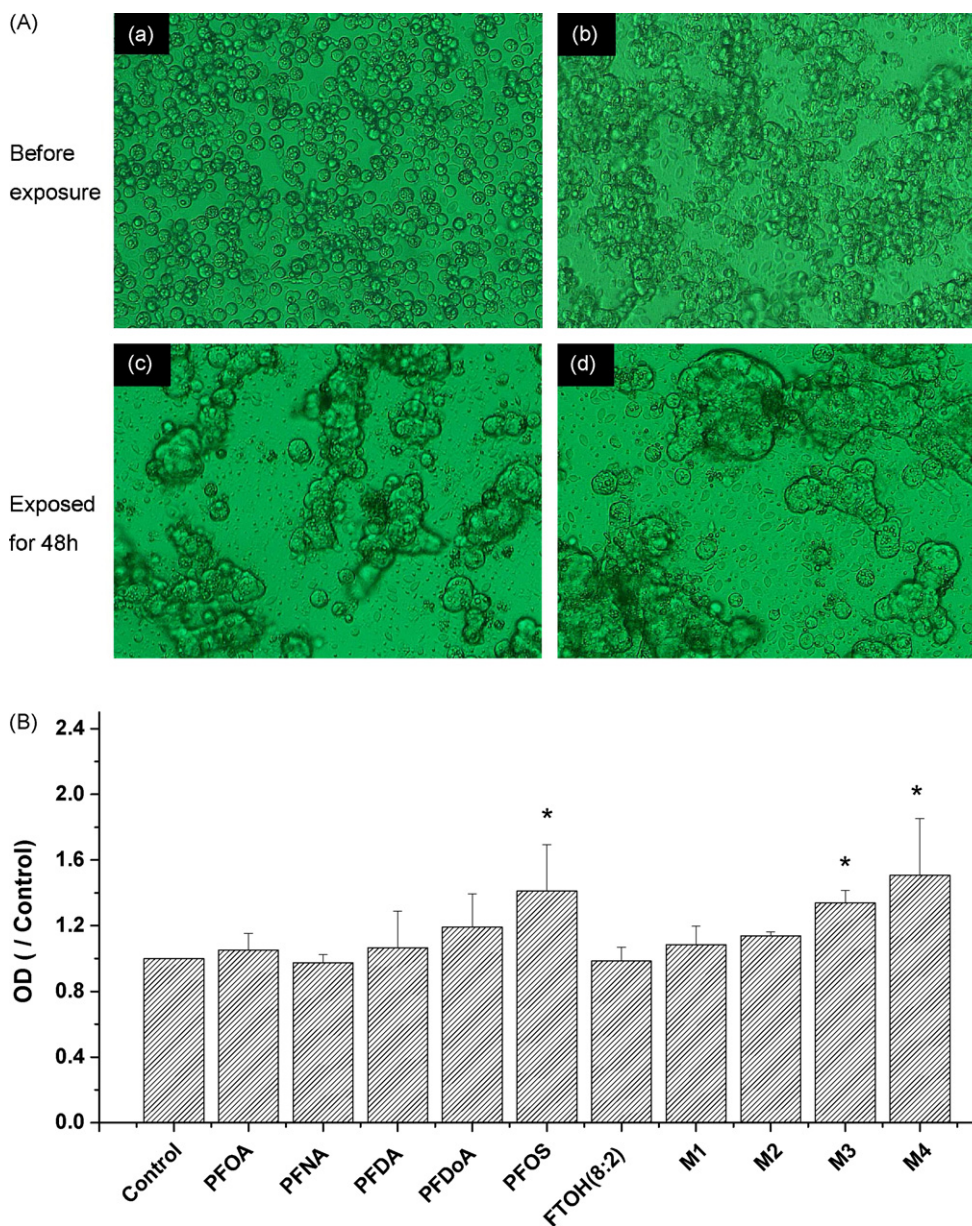 (A)
(a)
(b)
Before
exposure
(c)
(d)
Exposed
for 48h
(B)
2.4
2.0
1.6
1.2
0.8
0.4
0.0
OD ( / Control)
*
*
*
Control
PFOA
PFNA
PFDA
PFDoA
PFOS
FTOH(8:2)
M1
M2
M3
M4